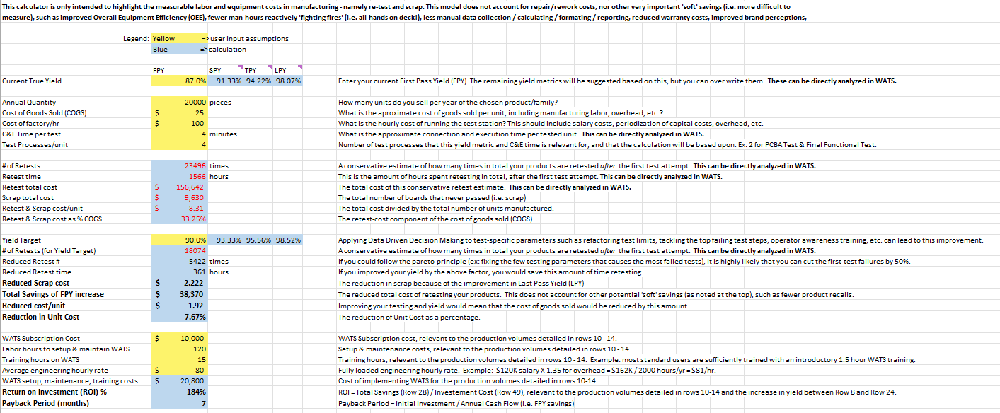 This calculator is only intended to highlight the measurable labor and equipment costs in manufacturing - namely re-test and scrap. This model does not account for repair/rework costs, nor other very important 'soft' savings (i.e. more difficult to
measure), such as improved Overall Equipment Efficiency (OEE), fewer man-hours reactively 'fighting fires' (i.e. all-hands on deck!), less manual data collection / calculating / formating / reporting, reduced warranty costs, improved brand perceptions,
Legend: Yellow => user input assumptions
Blue => calculation
FPY SPY TPY LPY
Current True Yield 87.0% 91.33% 94.22% 98.07% Enter your current First Pass Yield (FPY). The remaining yield metrics will be suggested based on this, but you can over write them. These can be directly analyzed in WATS.
Annual Quantity 20000 pieces How many units do you sell per year of the chosen product/family?
Cost of Goods Sold (COGS) $ 25 What is the aproximate cost of goods sold per unit, including manufacturing labor, overhead, etc.?
Cost of factory/hr $ 100 What is the hourly cost of running the test station? This should include salary costs, periodization of capital costs, overhead, etc.
C&E Time per test 4 minutes What is the approximate connection and execution time per tested unit. This can be directly analyzed in WATS.
Test Processes/unit 4 Number of test processes that this yield metric and C&E time is relevant for, and that the calculation will be based upon. Ex: 2 for PCBA Test & Final Functional Test.
# of Retests 23496 times A conservative estimate of how many times in total your products are retested after the first test attempt. This can be directly analyzed in WATS.
Retest time 1566 hours This is the amount of hours spent retesting in total, after the first test attempt. This can be directly analyzed in WATS.
Retest total cost $ 156,642 The total cost of this conservative retest estimate. This can be directly analyzed in WATS.
Scrap total cost $ 9,630 The total number of boards that never passed (i.e. scrap)
Retest & Scrap cost/unit $ 8.31 The total cost divided by the total number of units manufactured.
Retest & Scrap cost as % COGS 33.25% The retest-cost component of the cost of goods sold (COGS).
Yield Target 90.0% 93.33% 95.56% 98.52% Applying Data Driven Decision Making to test-specific parameters such as refactoring test limits, tackling the top failing test steps, operator awareness training, etc. can lead to this improvement.
# of Retests (for Yield Target) 18074 A conservative estimate of how many times in total your products are retested after the first test attempt. This can be directly analyzed in WATS.
Reduced Retest # 5422 times If you could follow the pareto-principle (ex: fixing the few testing parameters that causes the most failed tests), it is highly likely that you can cut the first-test failures by 50%.
Reduced Retest time 361 hours If you improved your yield by the above factor, you would save this amount of time retesting.
Reduced Scrap cost $ 2,222 The reduction in scrap because of the improvement in Last Pass Yield (LPY)
Total Savings of FPY increase $ 38,370 The reduced total cost of retesting your products. This does not account for other potential 'soft' savings (as noted at the top), such as fewer product recalls.
Reduced cost/unit $ 1.92 Improving your testing and yield would mean that the cost of goods sold would be reduced by this amount.
Reduction in Unit Cost 7.67% The reduction of Unit Cost as a percentage.
WATS Subscription Cost $ 10,000 WATS Subscription cost, relevant to the production volumes detailed in rows 10 - 14.
Labor hours to setup & maintain WATS 120 Setup & maintenance costs, relevant to the production volumes detailed in rows 10 - 14.
Training hours on WATS 15 Training hours, relevant to the production volumes detailed in rows 10 - 14. Example: most standard users are sufficiently trained with an introductory 1.5 hour WATS training.
Average engineering hourly rate $ 80 Fully loaded engineering hourly rate. Example: $120K salary X 1.35 for overhead = $162K / 2000 hours/yr = $81/hr.
WATS setup, maintenance, training costs $ 20,800 Cost of implementing WATS for the production volumes detailed in rows 10-14.
Return on Investment (ROI) % 184% ROI = Total Savings (Row 28) / Investement Cost (Row 49), relevant to the production volumes detailed in rows 10-14 and the increase in yield between Row 8 and Row 24.
Payback Period (months) 7 Payback Period = Initial Investment / Annual Cash Flow (i.e. FPY savings)